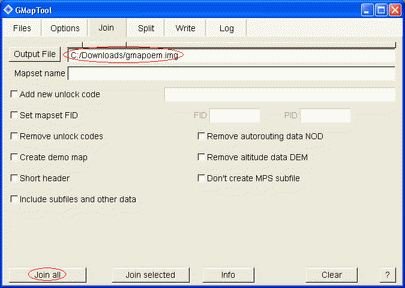 GMapTool
Files Options Join Split Write Log
Output File C:/Downloads/gmapoem.img
Mapset name
Add new unlock code
Set mapset FID FID PID
Remove unlock codes Remove autorouting data NOD
Create demo map Remove altitude data DEM
Short header Don't create MPS subfile
Include subfiles and other data
Join all Join selected Info Clear ?